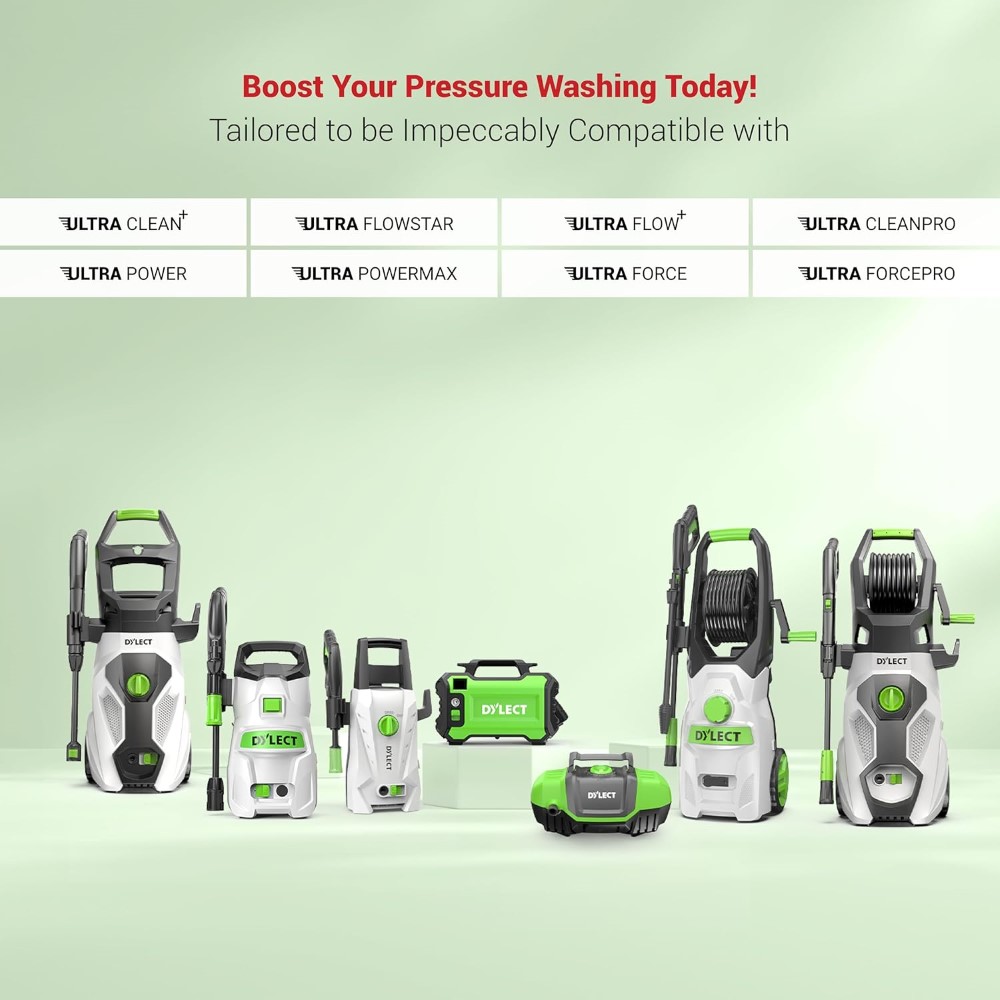 Boost Your Pressure Washing Today!
Tailored to be Impeccably Compatible with
ULTRA CLEAN+
ULTRA FLOWSTAR
ULTRA FLOW+
ULTRA CLEANPRO
ULTRA POWER
ULTRA POWERMAX
ULTRA FORCE
ULTRA FORCEPRO
DYLECT
DYLECT
DYLECT
DYLECT
DYLECT
DYLECT
DYLECT